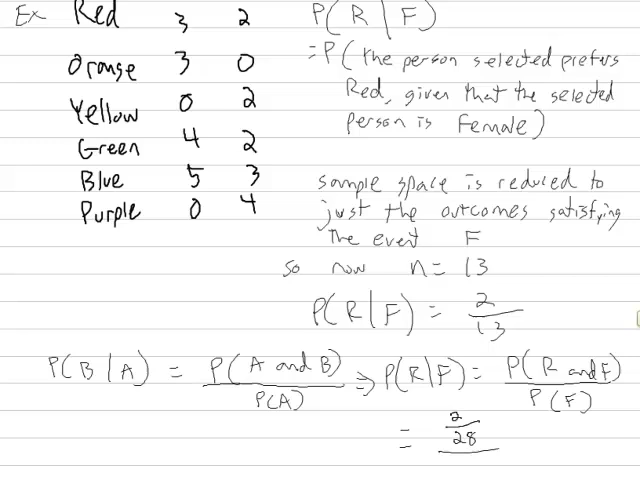 Ex Red 3 2
Orange 3 0
Yellow 0 2
Green 4 2
Blue 5 3
Purple 0 4
P(R|F)
=P(the person selected prefers
Red, given that the selected
person is Female)
sample space is reduced to
just the outcomes satisfying
the event F
so now n=13
P(R|F) = 2/13
P(B|A) = P(A and B)/P(A) => P(R|F) = P(R and F)/P(F)
= 2/28